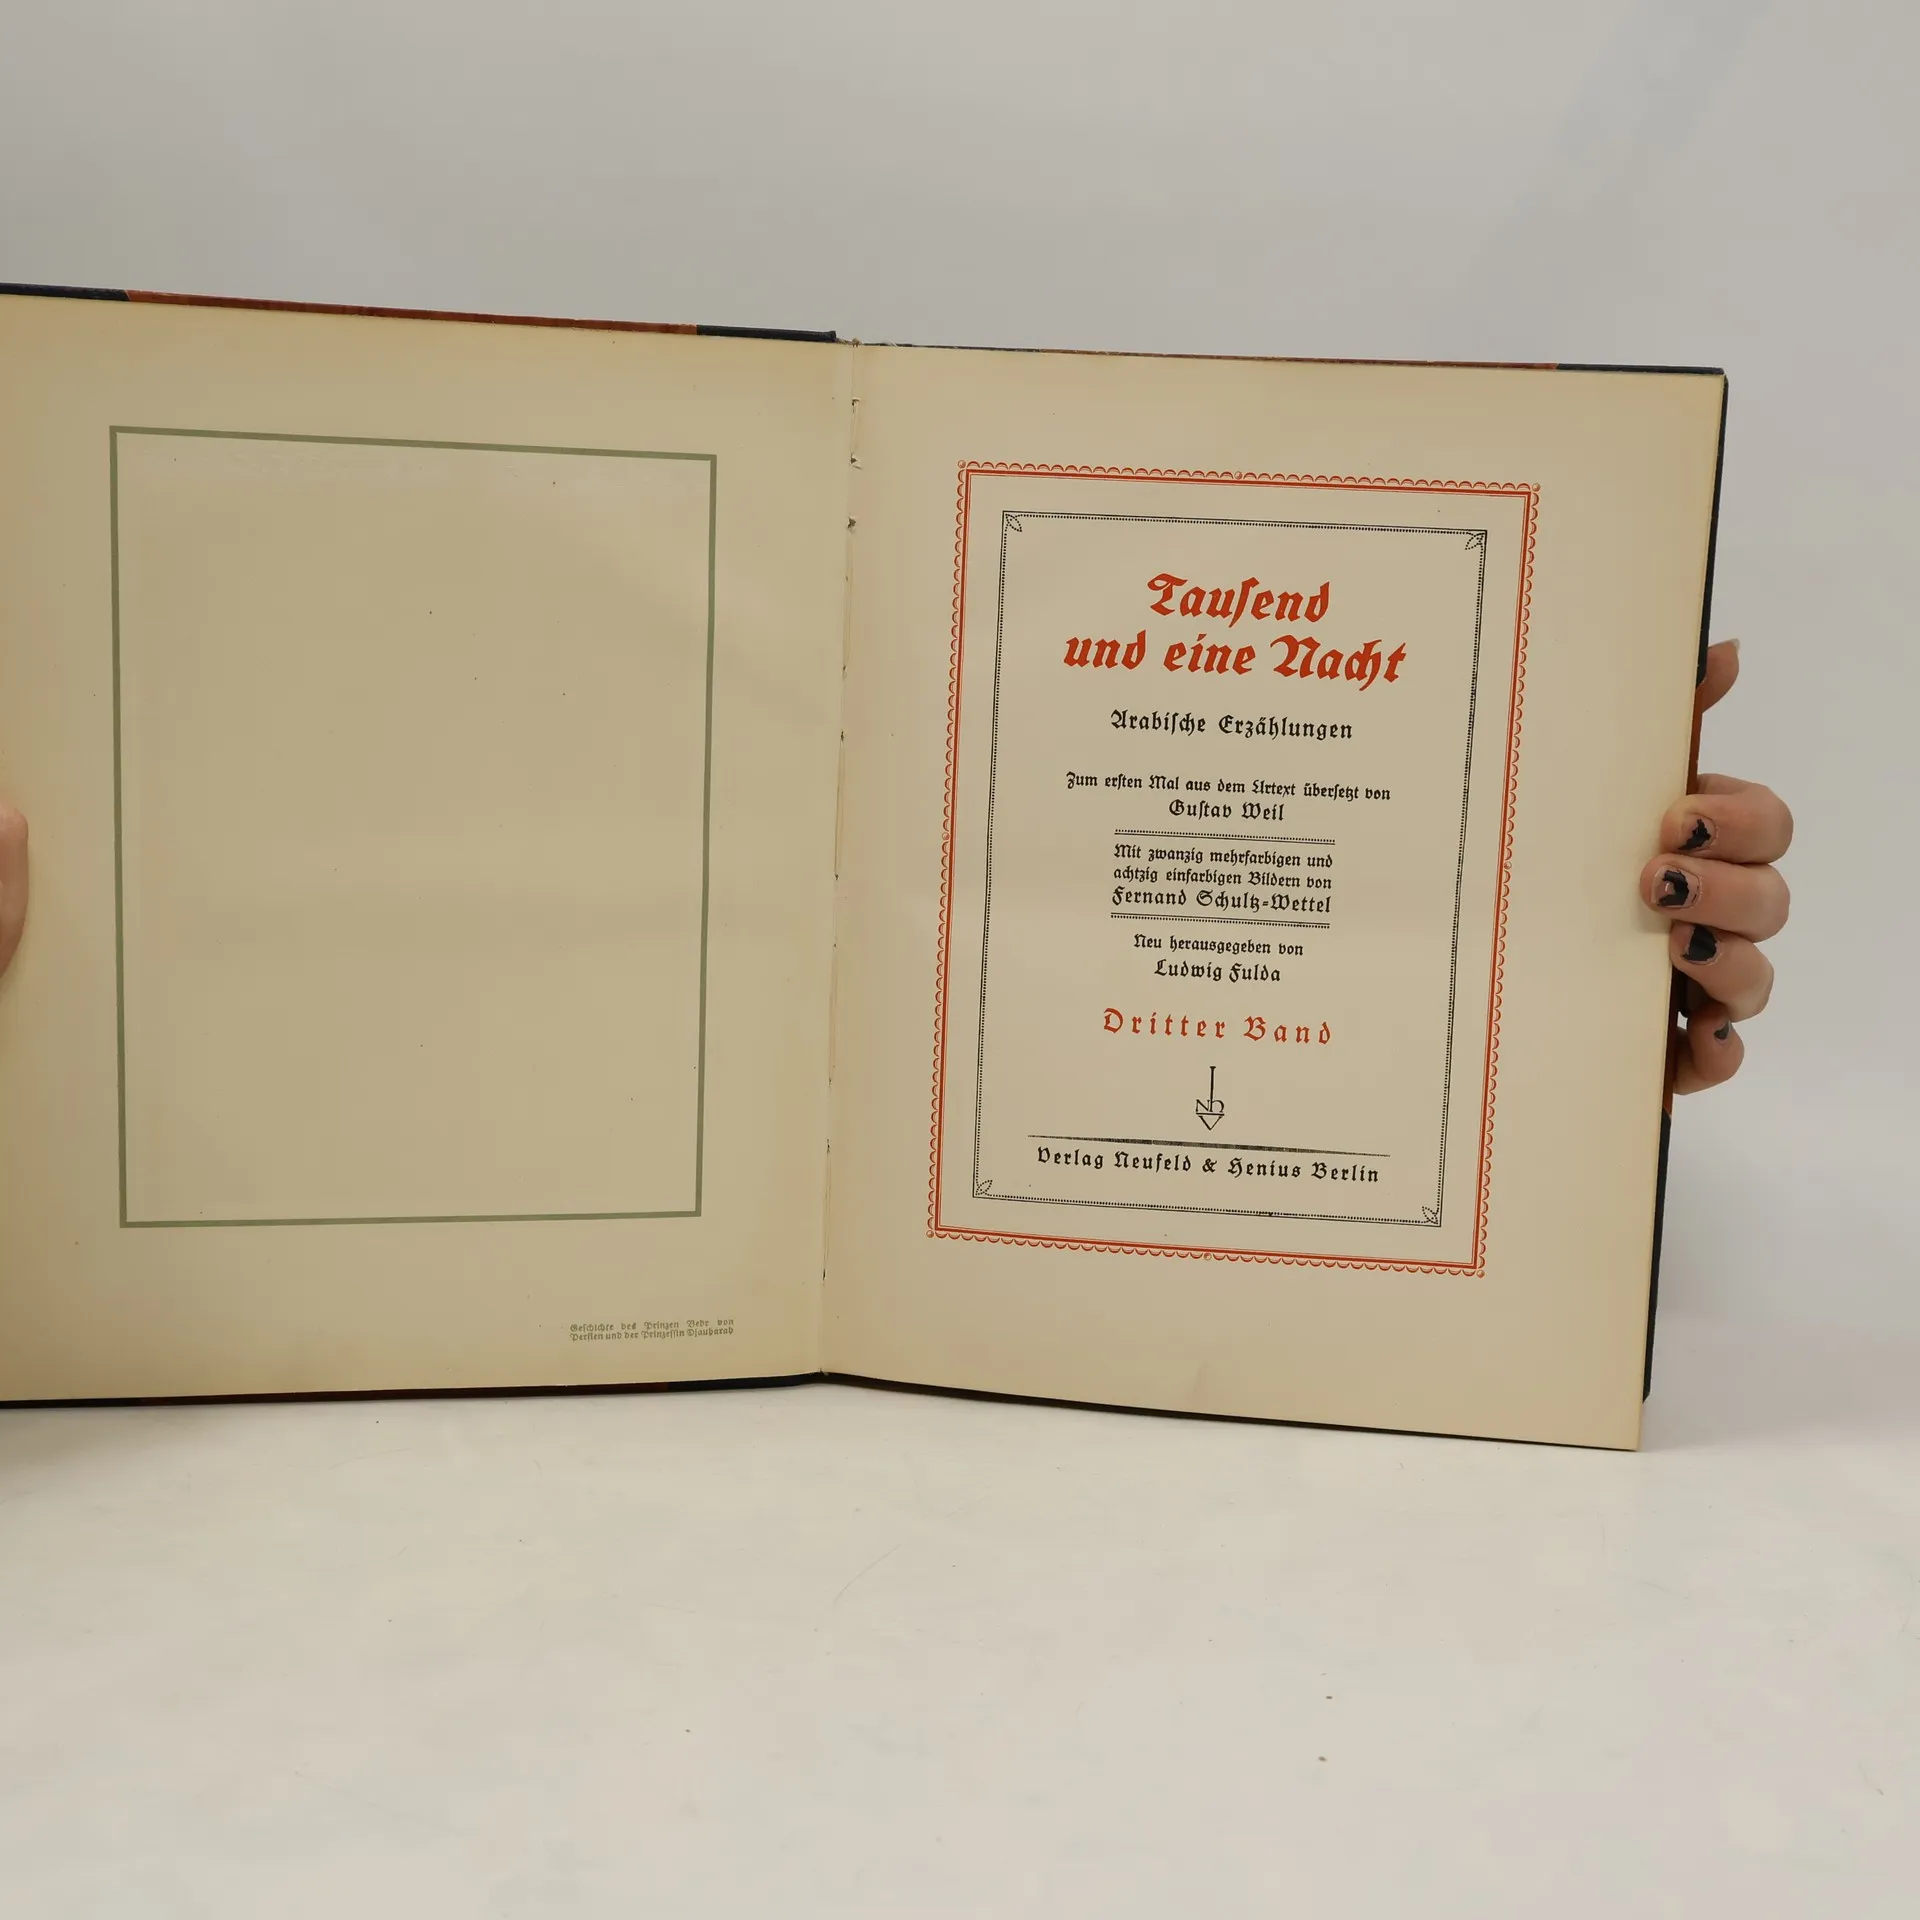 Geschichte des Prinzen Bedr von
Persien und der Prinzessin Djauharah
Tausend
und eine Nacht
Arabische Erzählungen
Zum ersten Mal aus dem Urtext übersetzt von
Gustav Weil
Mit zwanzig mehrfarbigen und
achtzig einfarbigen Bildern von
Fernand Schultz-Wettel
Neu herausgegeben von
Ludwig Fulda
Dritter Band
Verlag Neufeld & Henius Berlin